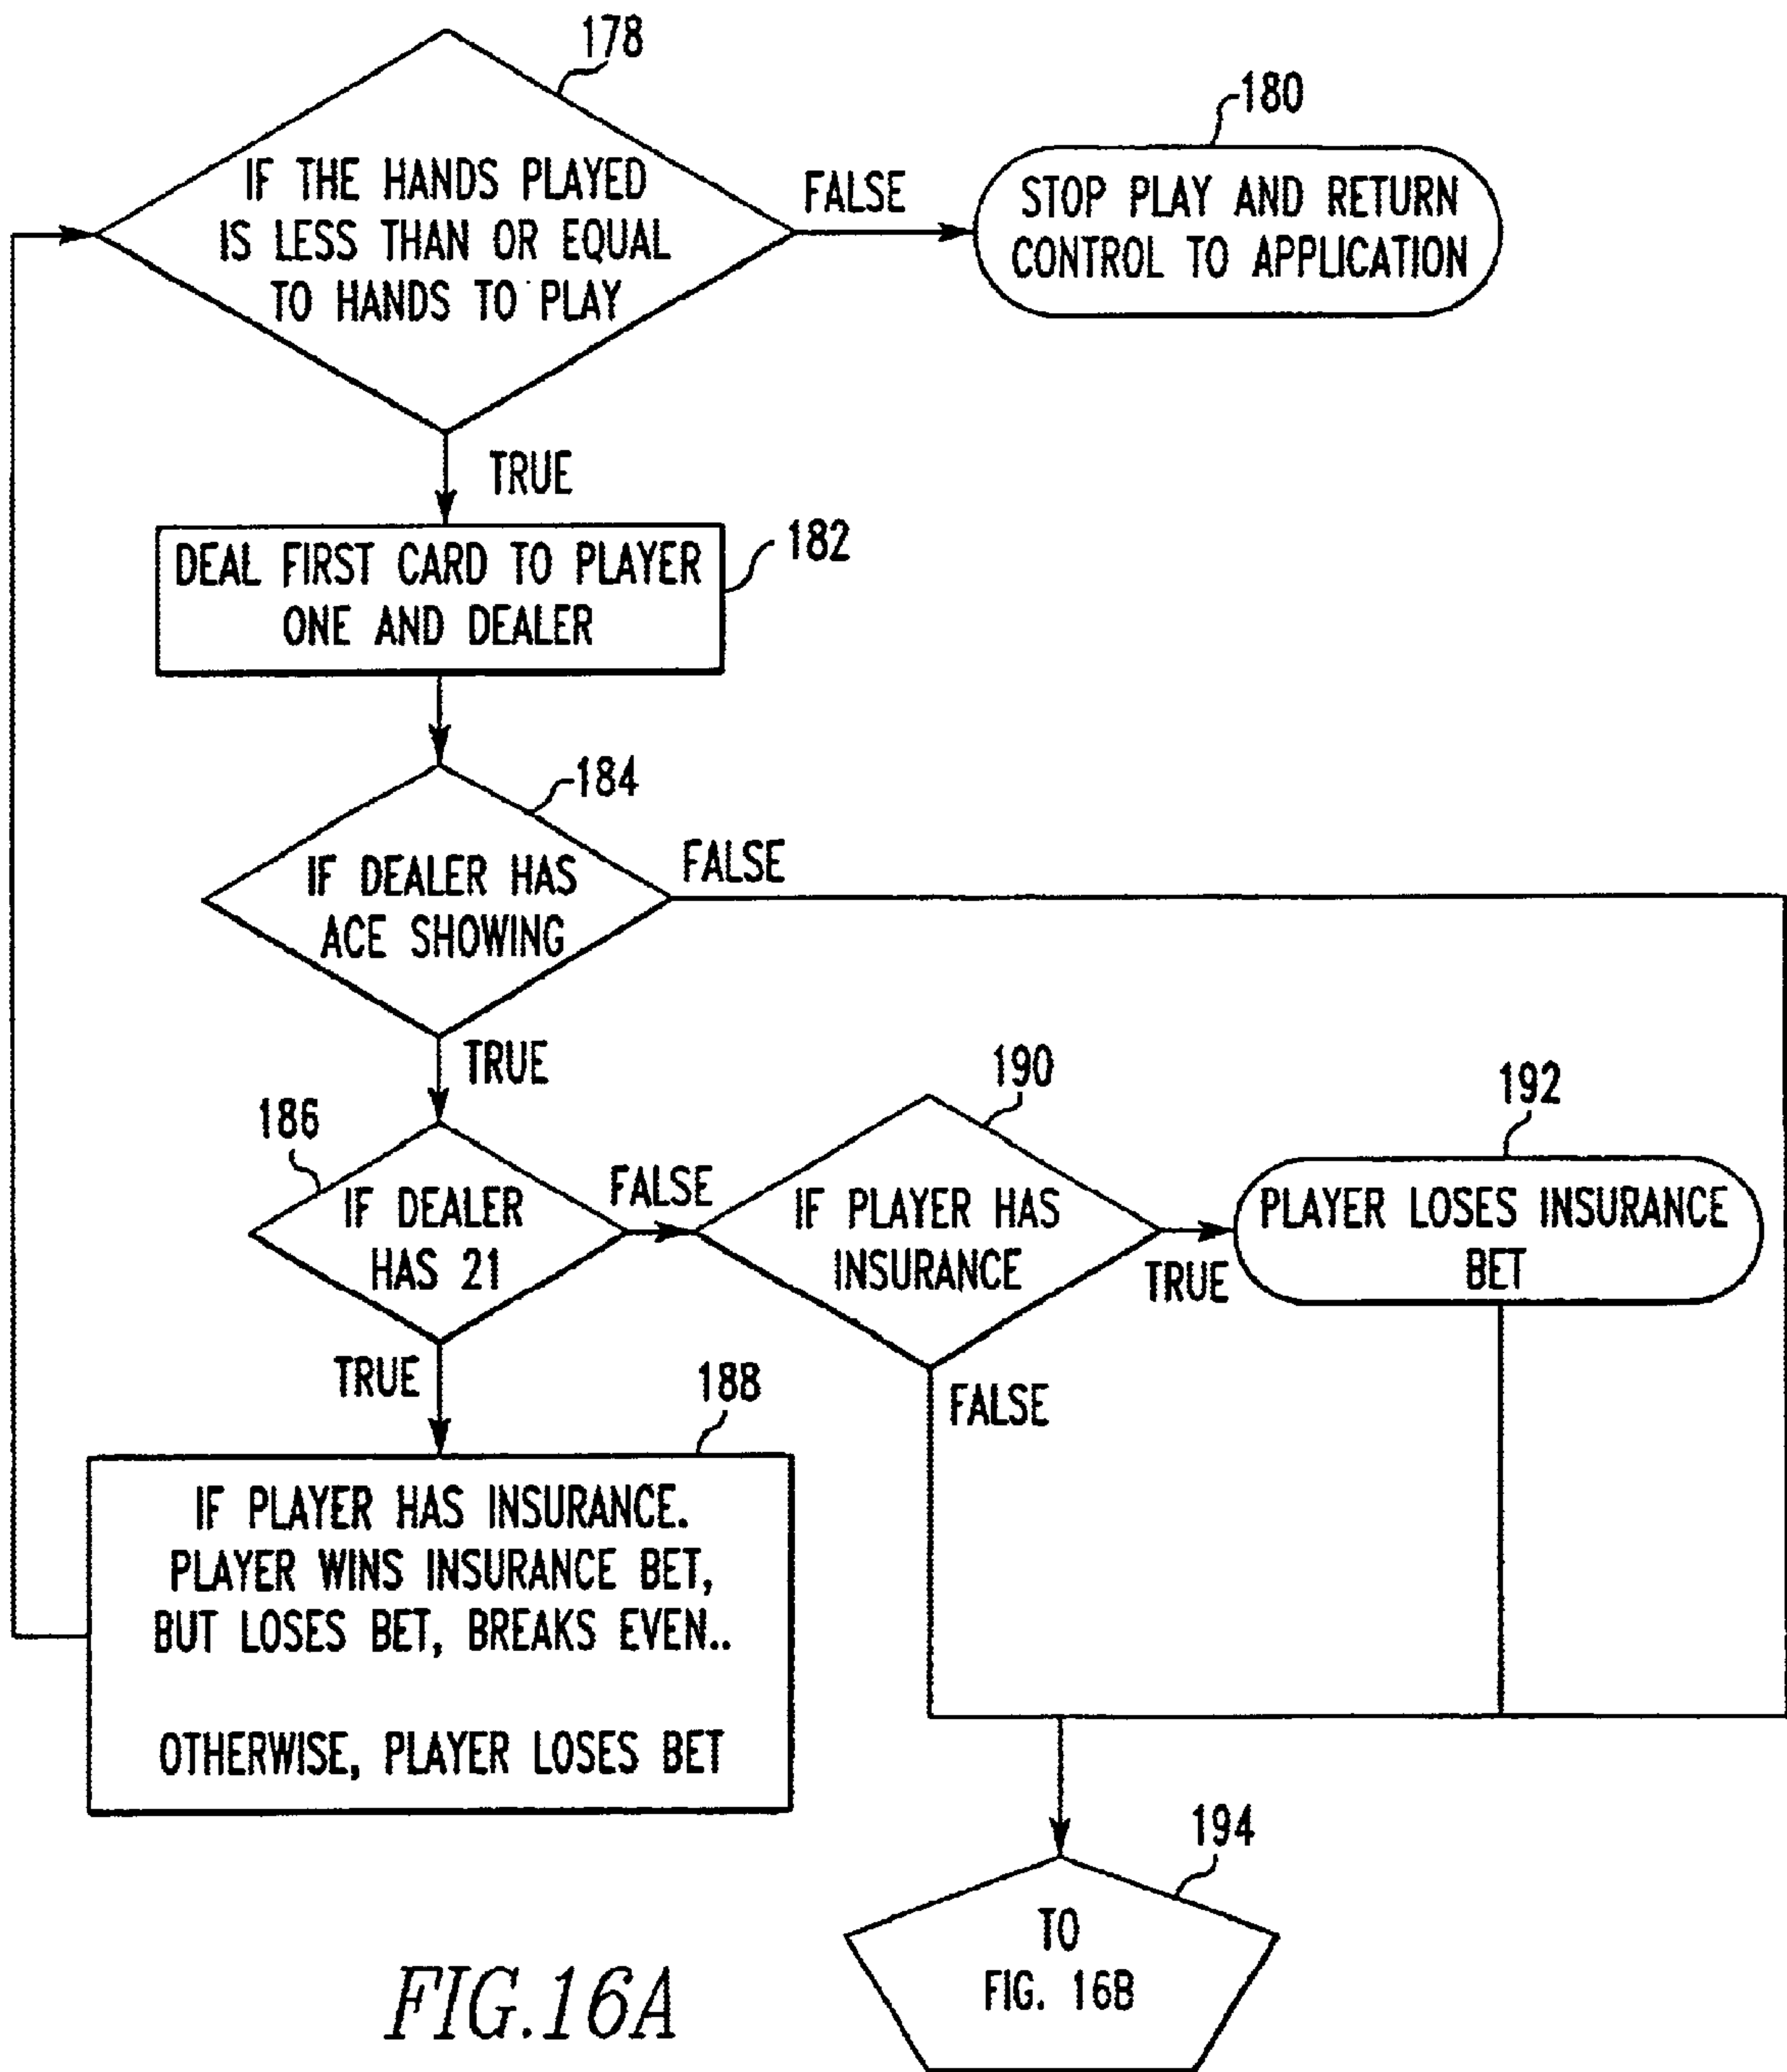 178
IF THE HANDS PLAYED
IS LESS THAN OR EQUAL
TO HANDS TO PLAY
FALSE
180
STOP PLAY AND RETURN
CONTROL TO APPLICATION
TRUE
182
DEAL FIRST CARD TO PLAYER
ONE AND DEALER
184
IF DEALER HAS
ACE SHOWING
FALSE
TRUE
186
IF DEALER
HAS 21
FALSE
190
IF PLAYER HAS
INSURANCE
TRUE
192
PLAYER LOSES INSURANCE
BET
TRUE
FALSE
188
IF PLAYER HAS INSURANCE.
PLAYER WINS INSURANCE BET,
BUT LOSES BET, BREAKS EVEN..
OTHERWISE, PLAYER LOSES BET
194
TO
FIG. 16B
FIG.16A